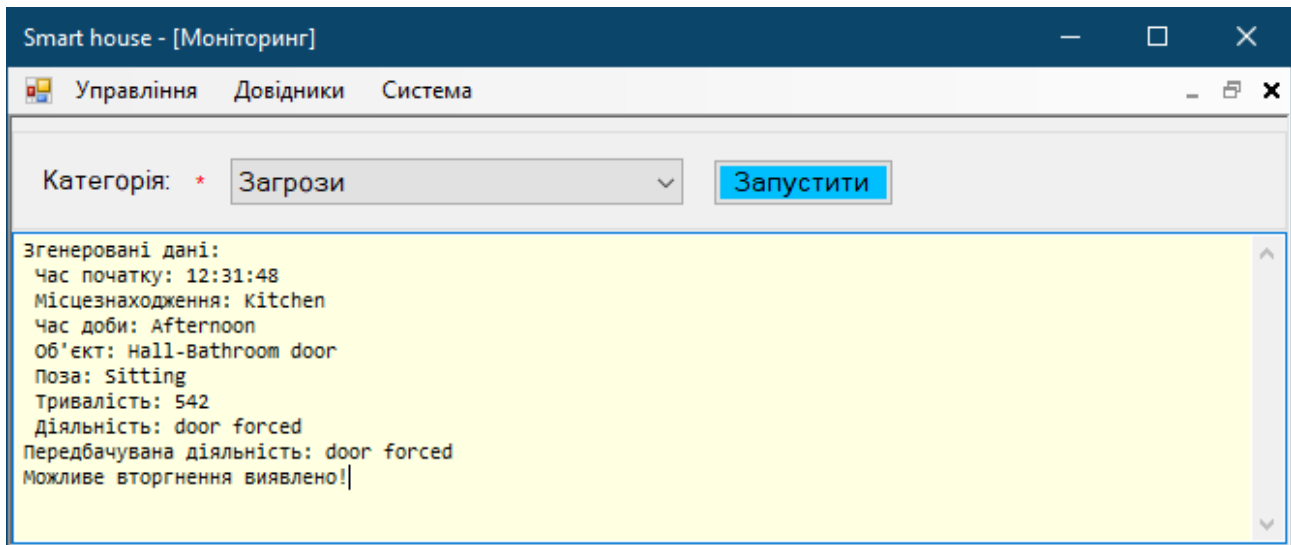 Smart house - [Моніторинг]
Управління Довідники Система
Категорія: * Загрози Запустити
Згенеровані дані:
Час початку: 12:31:48
Місцезнаходження: Kitchen
Час доби: Afternoon
Об'єкт: Hall-Bathroom door
Поза: Sitting
Тривалість: 542
Діяльність: door forced
Передбачувана діяльність: door forced
Можливе вторгнення виявлено!